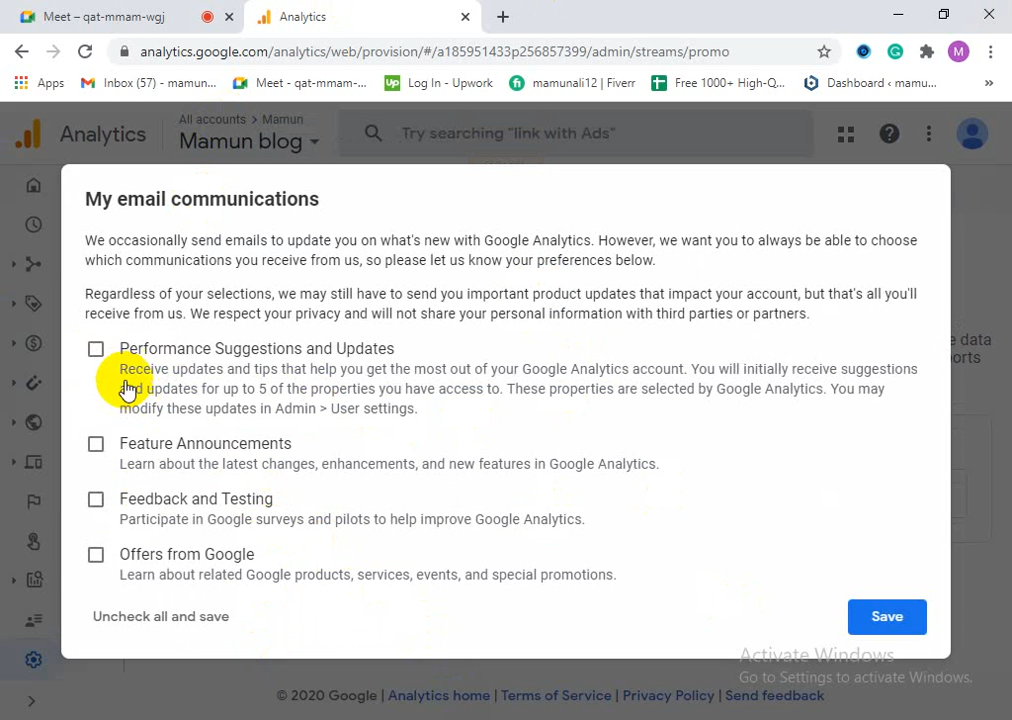 Meet – qat-mmam-wgj
Analytics
analytics.google.com/analytics/web/provision/#/a185951433p256857399/admin/streams/promo
M
Apps
Inbox (57) - mamun...
Meet - qat-mmam-...
Up
Log In - Upwork
fi
mamunali12 | Fiverr
Free 1000+ High-Q...
Dashboard ‹ mamu...
»
Analytics
All accounts > Mamun
Mamun blog
Try searching "link with Ads"
My email communications
We occasionally send emails to update you on what's new with Google Analytics. However, we want you to always be able to choose
which communications you receive from us, so please let us know your preferences below.
Regardless of your selections, we may still have to send you important product updates that impact your account, but that's all you'll
receive from us. We respect your privacy and will not share your personal information with third parties or partners.
Performance Suggestions and Updates
Receive updates and tips that help you get the most out of your Google Analytics account. You will initially receive suggestions
and updates for up to 5 of the properties you have access to. These properties are selected by Google Analytics. You may
modify these updates in Admin > User settings.
Feature Announcements
Learn about the latest changes, enhancements, and new features in Google Analytics.
Feedback and Testing
Participate in Google surveys and pilots to help improve Google Analytics.
Offers from Google
Learn about related Google products, services, events, and special promotions.
Uncheck all and save
Save
e data
ports
Activate Windows
Go to Settings to activate Windows.
© 2020 Google | Analytics home | Terms of Service | Privacy Policy | Send feedback